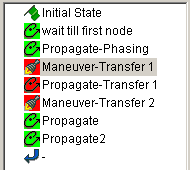 Initial State
wait till first node
Propagate-Phasing
Maneuver-Transfer 1
Propagate-Transfer 1
Maneuver-Transfer 2
Propagate
Propagate2
-